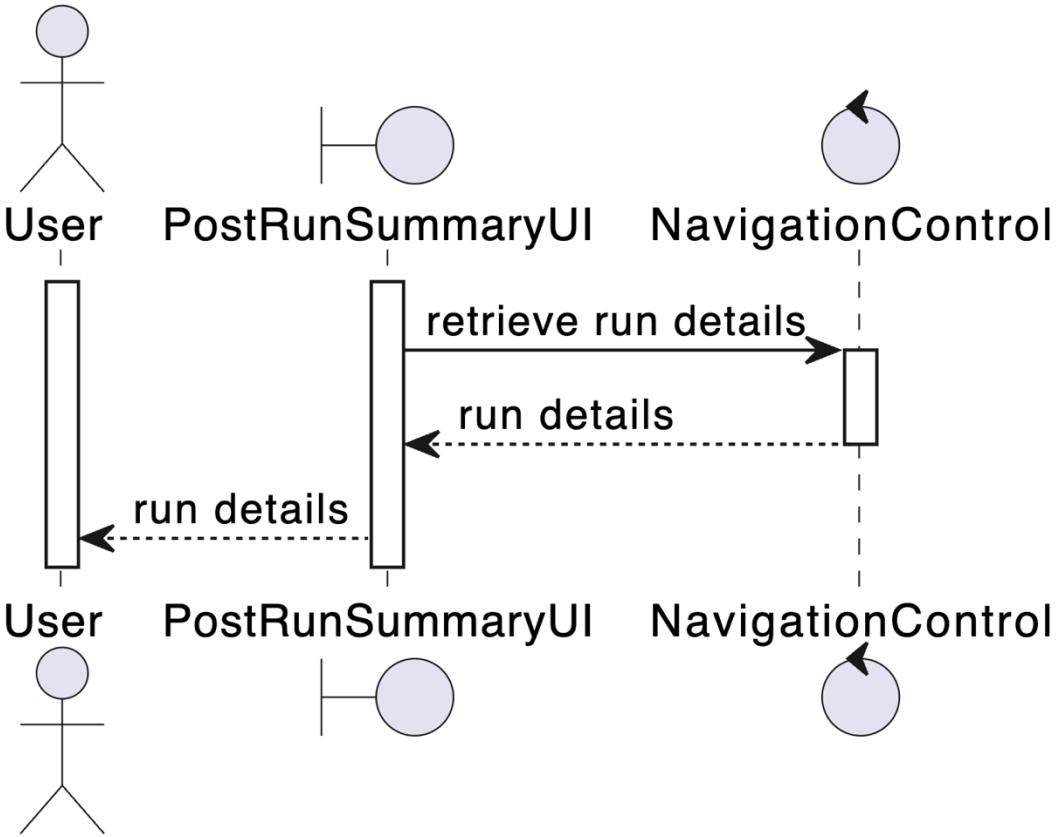 User
PostRunSummaryUI
NavigationControl
retrieve run details
run details
run details
User
PostRunSummaryUI
NavigationControl